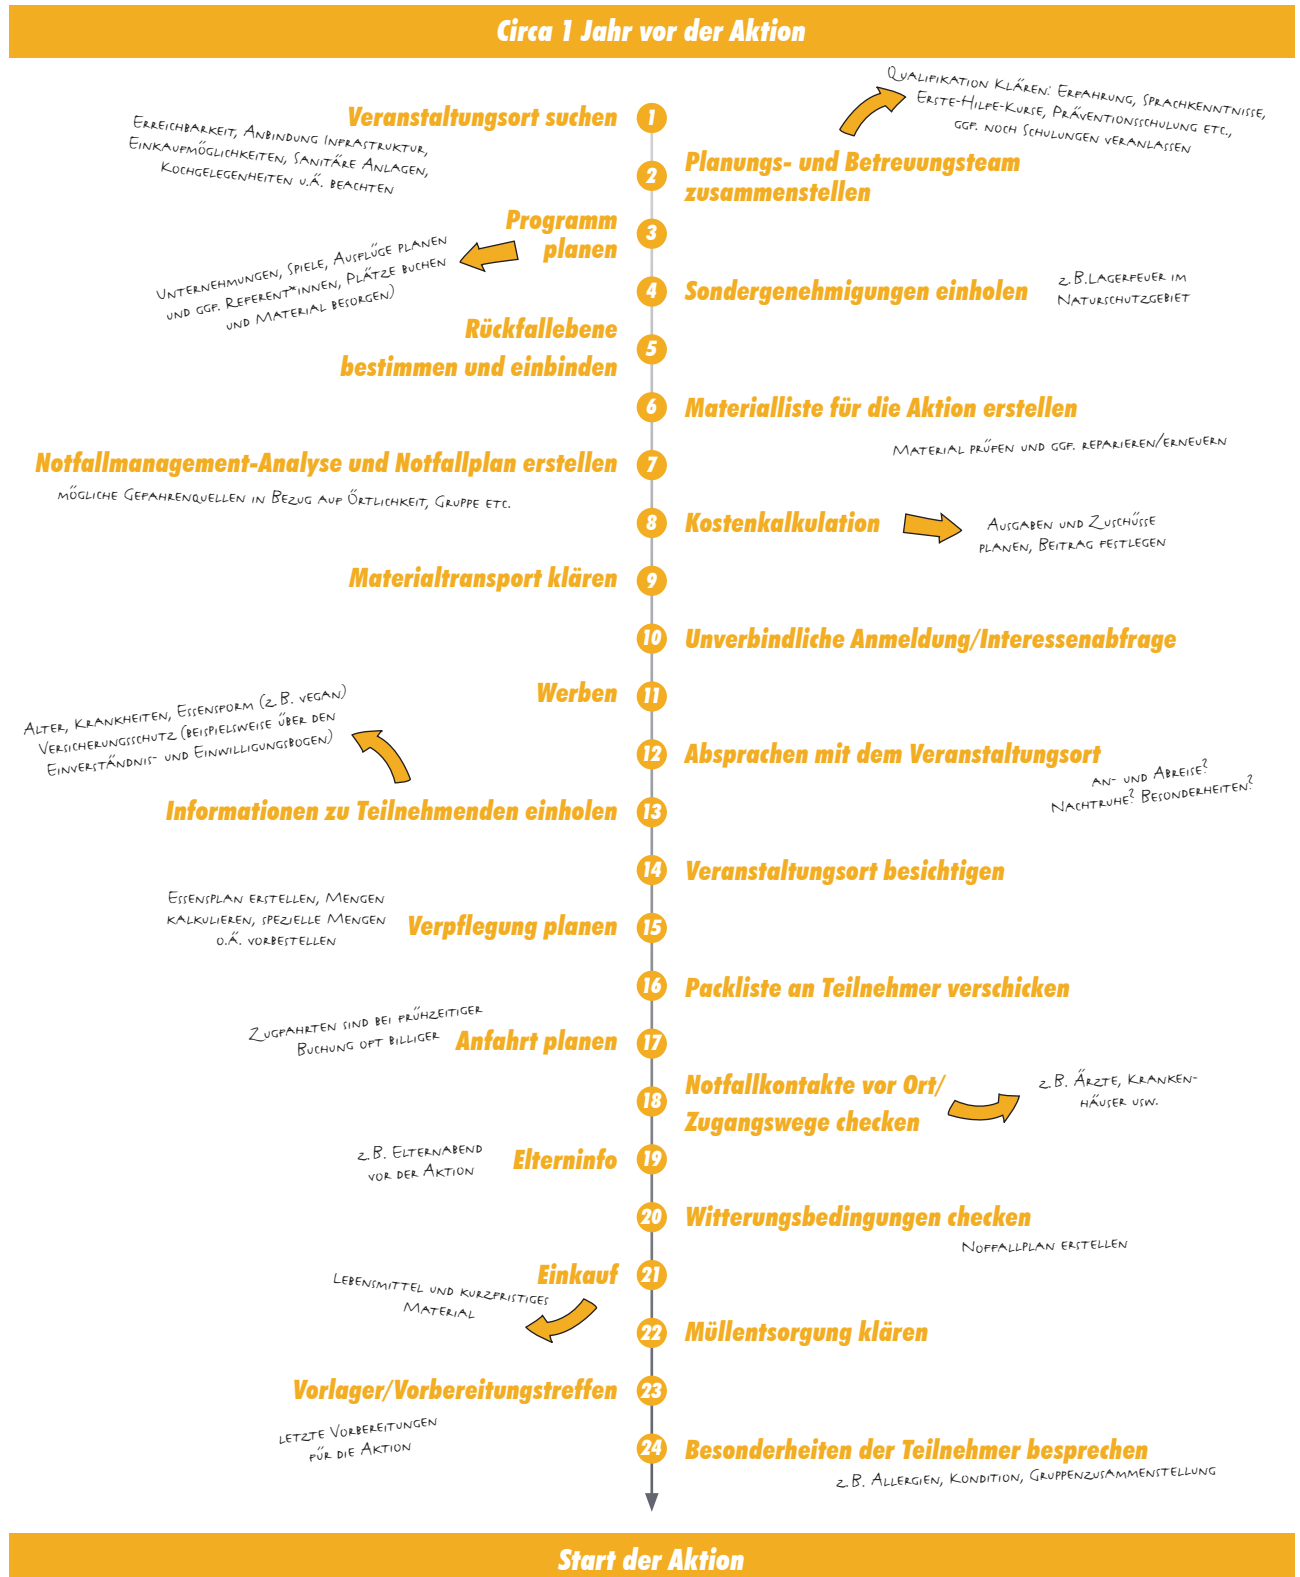 Circa 1 Jahr vor der Aktion
Veranstaltungsort suchen
1
Erreichbarkeit, Anbindung Infrastruktur,
Einkaufmöglichkeiten, Sanitäre Anlagen,
Kochgelegenheiten u.ä. beachten
Qualifikation klären: Erfahrung, Sprachkenntnisse,
Erste-Hilfe-Kurse, Präventionsschulung etc.,
ggf. noch Schulungen veranlassen
2
Planungs- und Betreuungsteam
zusammenstellen
Programm
planen
3
Unternehmungen, Spiele, Ausflüge planen
und ggf. Referent*innen, Plätze buchen
und Material besorgen)
4
Sondergenehmigungen einholen
z.B.Lagerfeuer im
Naturschutzgebiet
Rückfallebene
bestimmen und einbinden
5
6
Materialliste für die Aktion erstellen
Material prüfen und ggf. reparieren/erneuern
Notfallmanagement-Analyse und Notfallplan erstellen
7
mögliche Gefahrenquellen in Bezug auf Örtlichkeit, Gruppe etc.
8
Kostenkalkulation
Ausgaben und Zuschüsse
planen, Beitrag festlegen
Materialtransport klären
9
10
Unverbindliche Anmeldung/Interessenabfrage
Werben
11
Alter, Krankheiten, Essensform (z.B. vegan)
Versicherungsschutz (beispielsweise über den
Einverständnis- und Einwilligungsbogen)
12
Absprachen mit dem Veranstaltungsort
An- und Abreise?
Nachtruhe? Besonderheiten?
Informationen zu Teilnehmenden einholen
13
14
Veranstaltungsort besichtigen
Essensplan erstellen, Mengen
kalkulieren, spezielle Mengen
o.ä. vorbestellen
Verpflegung planen
15
16
Packliste an Teilnehmer verschicken
Zugfahrten sind bei frühzeitiger
Buchung oft billiger
Anfahrt planen
17
18
Notfallkontakte vor Ort/
Zugangswege checken
z.B. Ärzte, Kranken-
häuser usw.
z.B. Elternabend
vor der Aktion
Elterninfo
19
20
Witterungsbedingungen checken
Noffallplan erstellen
Einkauf
21
Lebensmittel und kurzfristiges
Material
22
Müllentsorgung klären
Vorlager/Vorbereitungstreffen
23
letzte Vorbereitungen
für die Aktion
24
Besonderheiten der Teilnehmer besprechen
z.B. Allergien, Kondition, Gruppenzusammenstellung
Start der Aktion